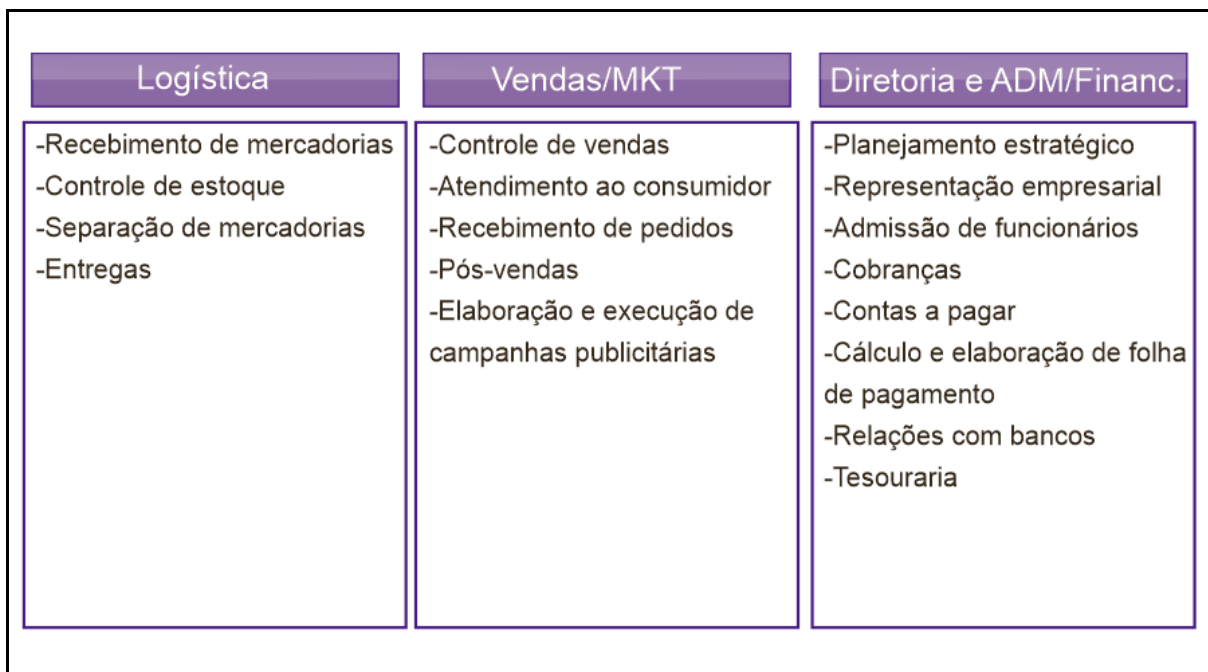 Logística
-Recebimento de mercadorias
-Controle de estoque
-Separação de mercadorias
-Entregas
Vendas/MKT
-Controle de vendas
-Atendimento ao consumidor
-Recebimento de pedidos
-Pós-vendas
-Elaboração e execução de
campanhas publicitárias
Diretoria e ADM/Financ.
-Planejamento estratégico
-Representação empresarial
-Admissão de funcionários
-Cobranças
-Contas a pagar
-Cálculo e elaboração de folha
de pagamento
-Relações com bancos
-Tesouraria